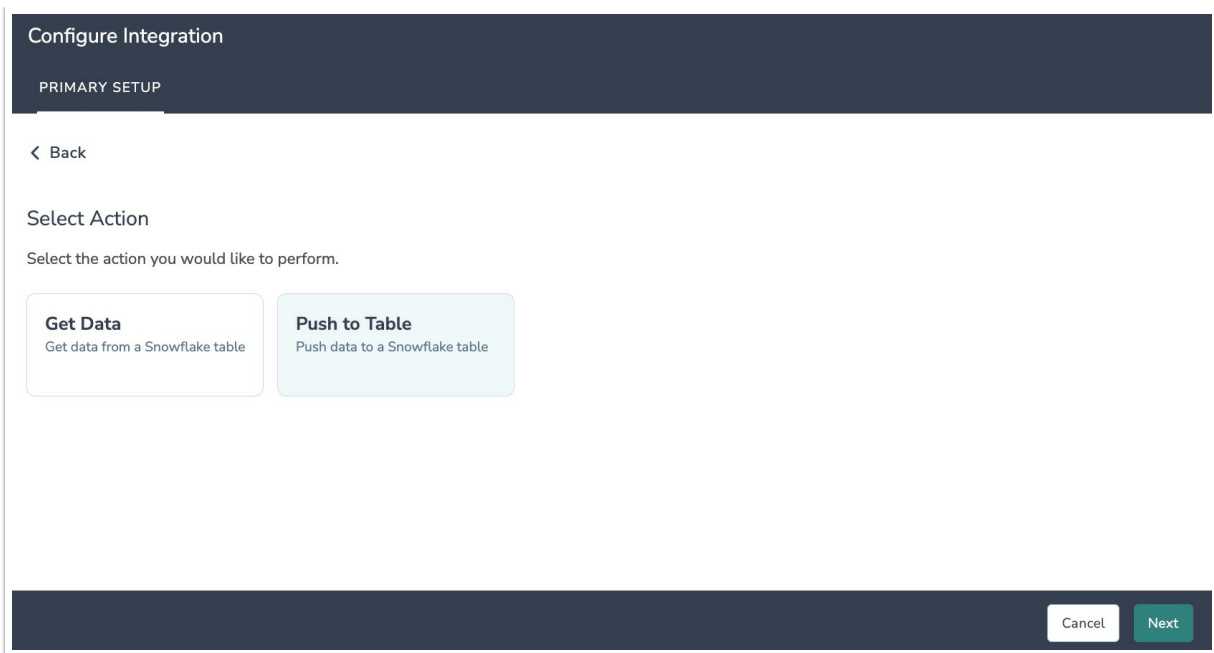 Configure Integration
PRIMARY SETUP
Back
Select Action
Select the action you would like to perform.
Get Data
Get data from a Snowflake table
Push to Table
Push data to a Snowflake table
Cancel
Next